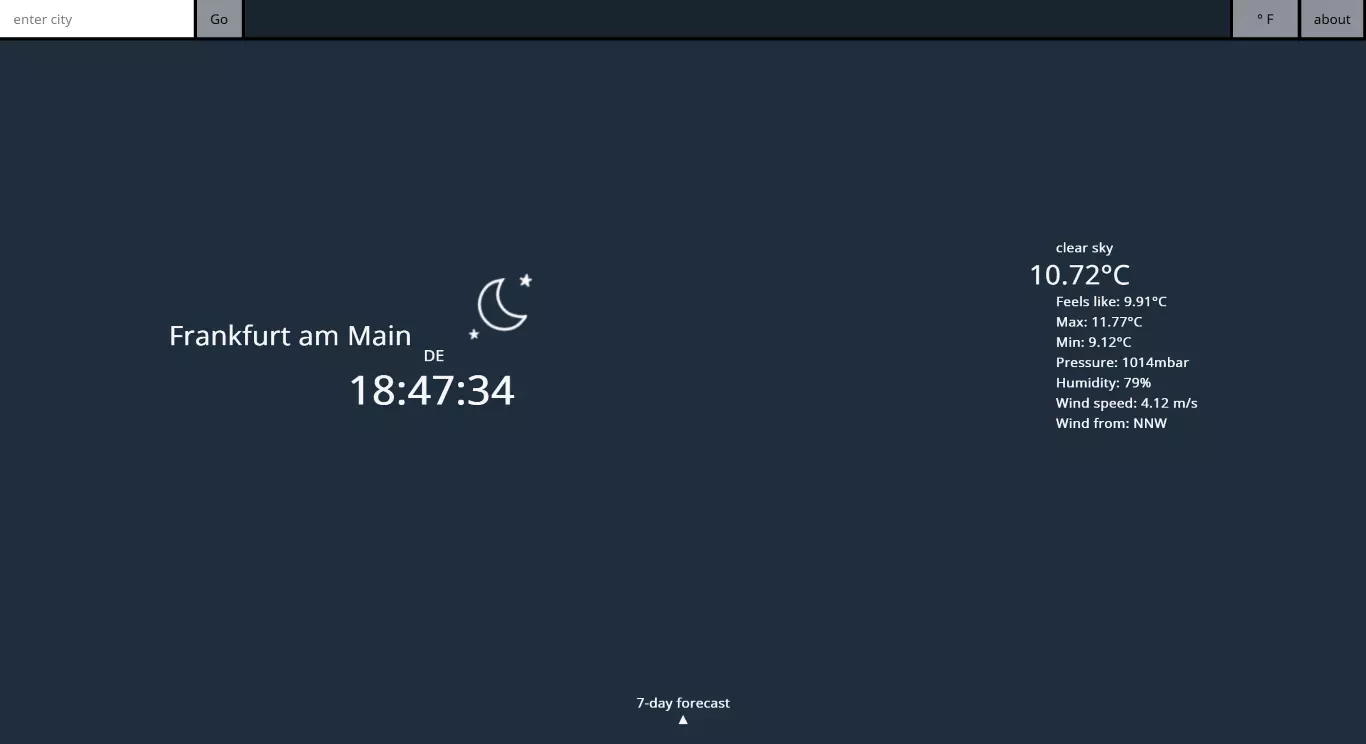 enter city
Go
° F
about
Frankfurt am Main
DE
18:47:34
clear sky
10.72°C
Feels like: 9.91°C
Max: 11.77°C
Min: 9.12°C
Pressure: 1014mbar
Humidity: 79%
Wind speed: 4.12 m/s
Wind from: NNW
7-day forecast
▲